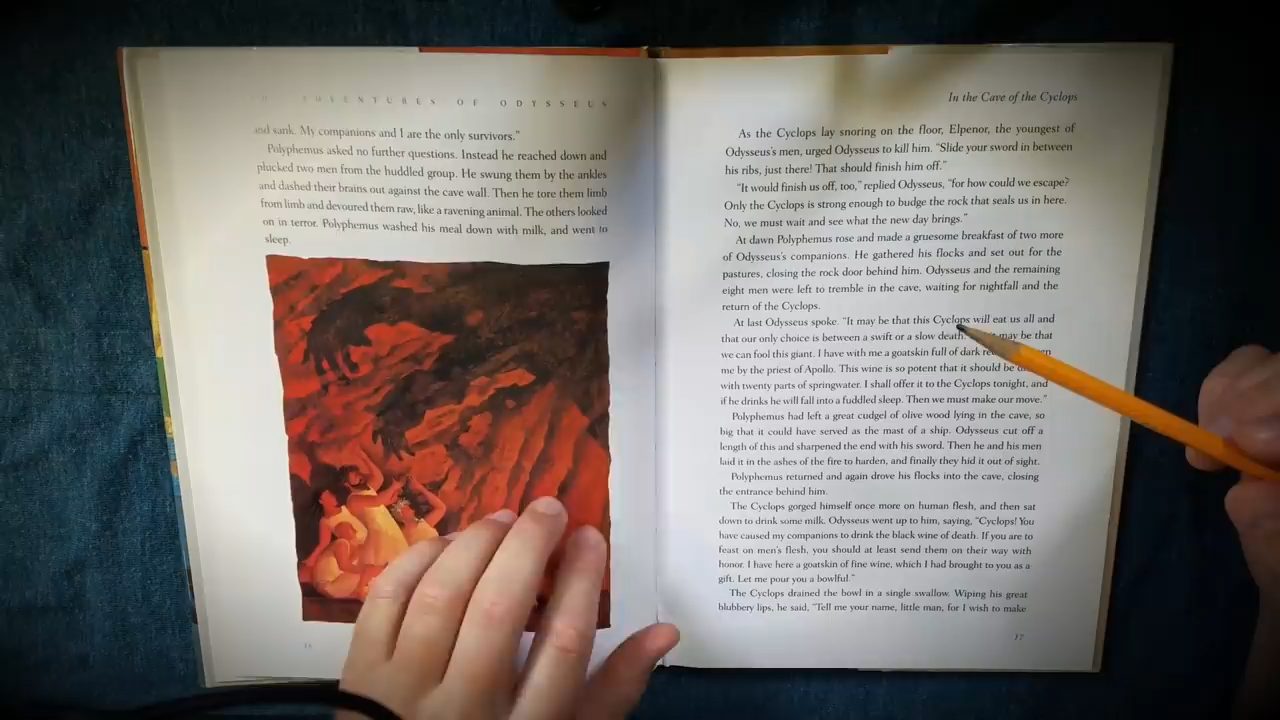 ADVENTURES OF ODYSSEUS
and sank. My companions and I are the only survivors."
Polyphemus asked no further questions. Instead he reached down and
plucked two men from the huddled group. He swung them by the ankles
and dashed their brains out against the cave wall. Then he tore them limb
from limb and devoured them raw, like a ravening animal. The others looked
on in terror. Polyphemus washed his meal down with milk, and went to
sleep.
16
In the Cave of the Cyclops
As the Cyclops lay snoring on the floor, Elpenor, the youngest of
Odysseus's men, urged Odysseus to kill him. "Slide your sword in between
his ribs, just there! That should finish him off."
"It would finish us off, too," replied Odysseus, "for how could we escape?
Only the Cyclops is strong enough to budge the rock that seals us in here.
No, we must wait and see what the new day brings."
At dawn Polyphemus rose and made a gruesome breakfast of two more
of Odysseus's companions. He gathered his flocks and set out for the
pastures, closing the rock door behind him. Odysseus and the remaining
eight men were left to tremble in the cave, waiting for nightfall and the
return of the Cyclops.
At last Odysseus spoke. "It may be that this Cyclops will eat us all and
that our only choice is between a swift or a slow death. may be that
we can fool this giant. I have with me a goatskin full of dark
me by the priest of Apollo. This wine is so potent that it should be
with twenty parts of springwater. I shall offer it to the Cyclops tonight, and
if he drinks he will fall into a fuddled sleep. Then we must make our move."
Polyphemus had left a great cudgel of olive wood lying in the cave, so
big that it could have served as the mast of a ship. Odysseus cut off a
length of this and sharpened the end with his sword. Then he and his men
laid it in the ashes of the fire to harden, and finally they hid it out of sight.
Polyphemus returned and again drove his flocks into the cave, closing
the entrance behind him.
The Cyclops gorged himself once more on human flesh, and then sat
down to drink some milk. Odysseus went up to him, saying, "Cyclops! You
have caused my companions to drink the black wine of death. If you are to
feast on men's flesh, you should at least send them on their way with
honor. I have here a goatskin of fine wine, which I had brought to you as a
gift. Let me pour you a bowlful."
The Cyclops drained the bowl in a single swallow. Wiping his great
blubbery lips, he said, "Tell me your name, little man, for I wish to make
17